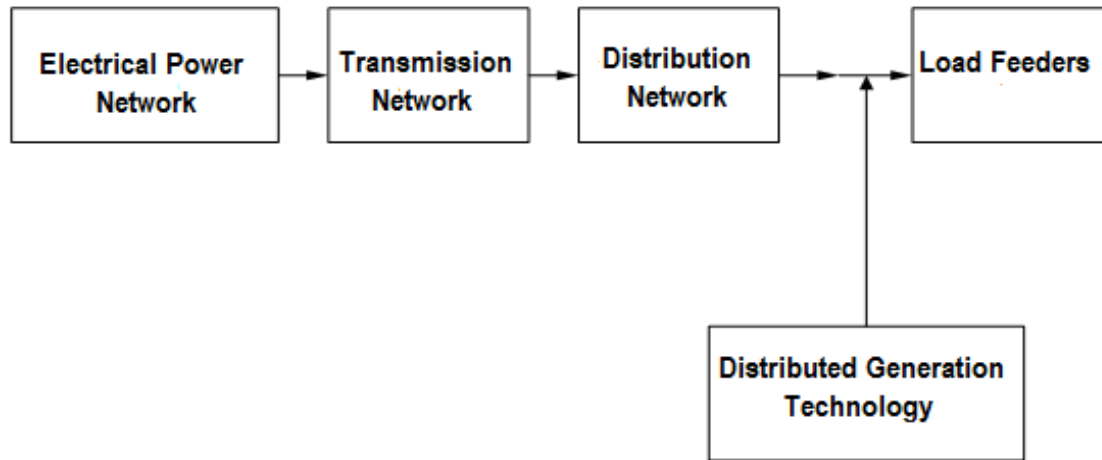 Electrical Power
Network
Transmission
Network
Distribution
Network
Load Feeders
Distributed Generation
Technology